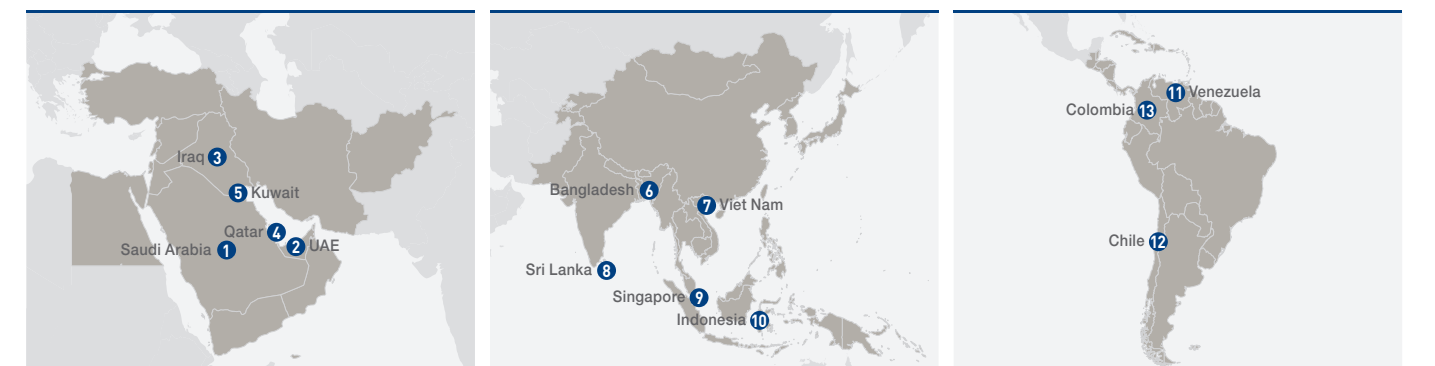 Iraq 3
5 Kuwait
Qatar 4
2 UAE
Saudi Arabia 1
Bangladesh 6
7 Viet Nam
Sri Lanka 8
Singapore 9
Indonesia 10
11 Venezuela
Colombia 13
Chile 12